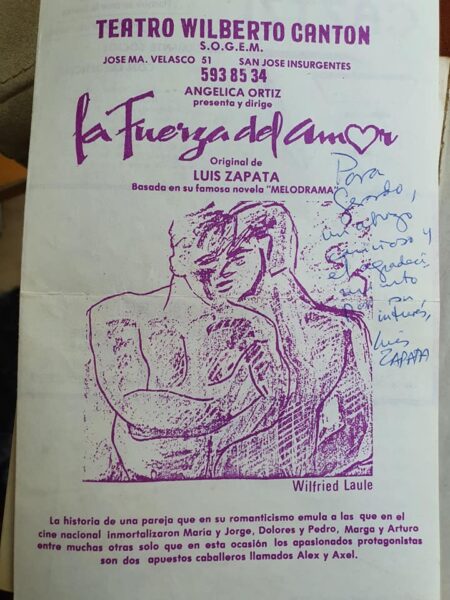 TEATRO WILBERTO CANTON
S.O.G.E.M.
JOSE MA. VELASCO 51 SAN JOSE INSURGENTES
593 85 34
ANGELICA ORTIZ
presenta y dirige
la Fuerza del amor
Original de
LUIS ZAPATA
Basada en su famosa novela "MELODRAMA"
Para
Gerardo,
un abrazo
cariñoso y
el agradeci
miento
por su
interés,
Luis
ZAPATA
Wilfried Laule
La historia de una pareja que en su romanticismo emula a las que en el
cine nacional inmortalizaron Maria y Jorge, Dolores y Pedro, Marga y Arturo
entre muchas otras solo que en esta ocasión los apasionados protagonistas
son dos apuestos caballeros llamados Alex y Axel.